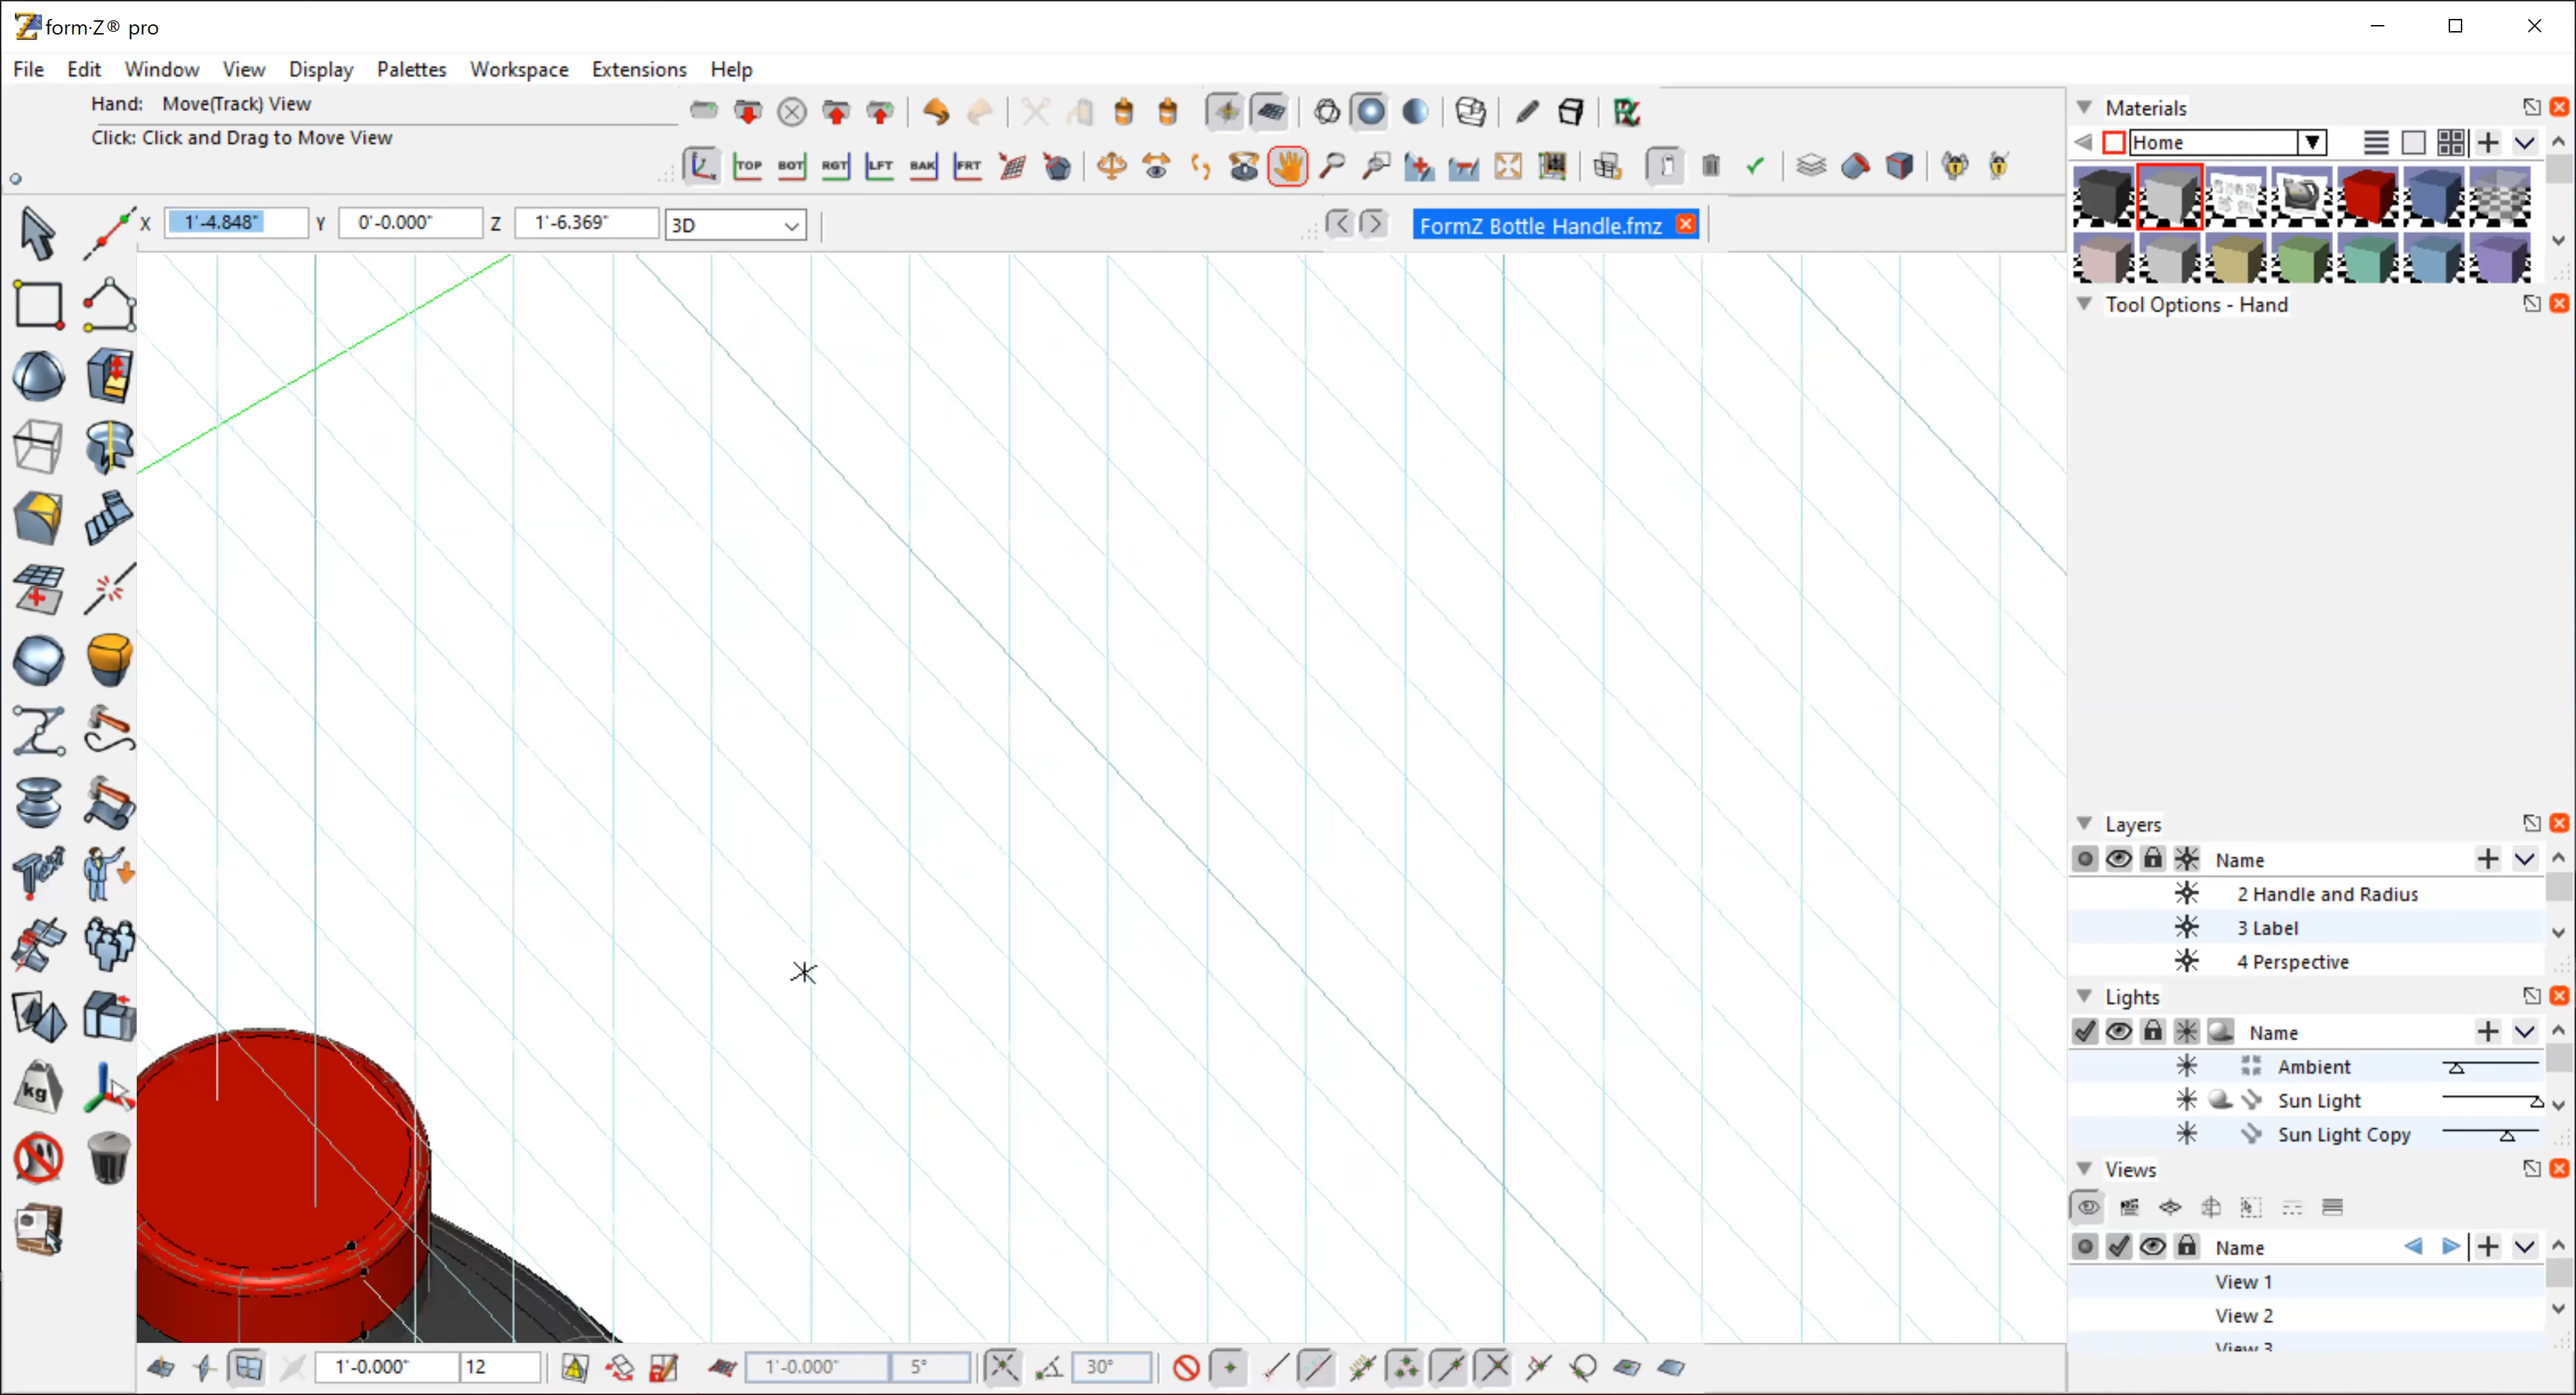 form·Z® pro
File Edit Window View Display Palettes Workspace Extensions Help
Hand: Move(Track) View
Click: Click and Drag to Move View
TOP BOT RGT LFT BAK FRT
X 1'-4.848" Y 0'-0.000" Z 1'-6.369" 3D
FormZ Bottle Handle.fmz
Materials
Home
Tool Options - Hand
Layers
Name
2 Handle and Radius
3 Label
4 Perspective
Lights
Name
Ambient
Sun Light
Sun Light Copy
Views
Name
View 1
View 2
View 3
kg
1'-0.000" 12 1'-0.000" 5° 30°